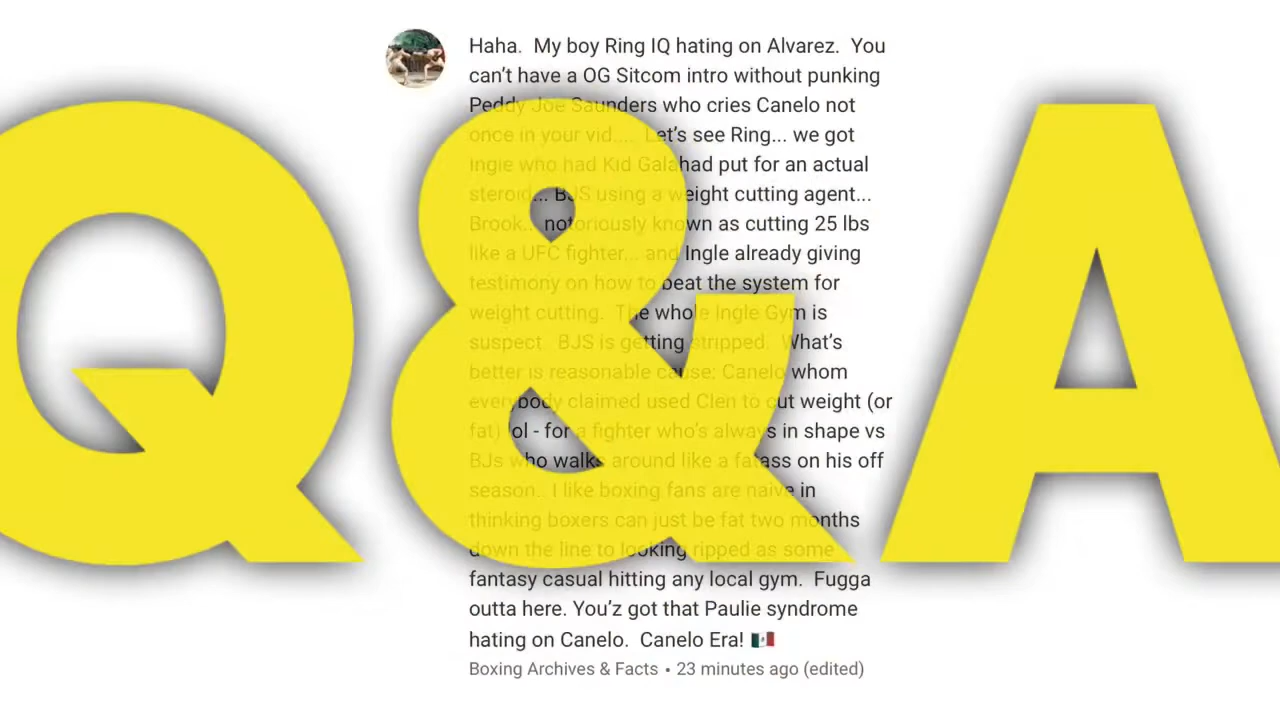 Haha. My boy Ring IQ hating on Alvarez. You
can't have a OG Sitcom intro without punking
Peddy Joe Saunders who cries Canelo not
once in your vid.... Let's see Ring... we got
Ingle who had Kid Galahad put for an actual
steroid... BJS using a weight cutting agent...
Brook... notoriously known as cutting 25 lbs
like a UFC fighter... and Ingle already giving
testimony on how to beat the system for
weight cutting. The whole Ingle Gym is
suspect. BJS is getting stripped. What's
better is reasonable cause: Canelo whom
everybody claimed used Clen to cut weight (or
fat) lol - for a fighter who's always in shape vs
BJs who walks around like a fatass on his off
season.. I like boxing fans are naive in
thinking boxers can just be fat two months
down the line to looking ripped as some
fantasy casual hitting any local gym. Fugga
outta here. You'z got that Paulie syndrome
hating on Canelo. Canelo Era! 🇲🇽
Boxing Archives & Facts • 23 minutes ago (edited)
Q&A